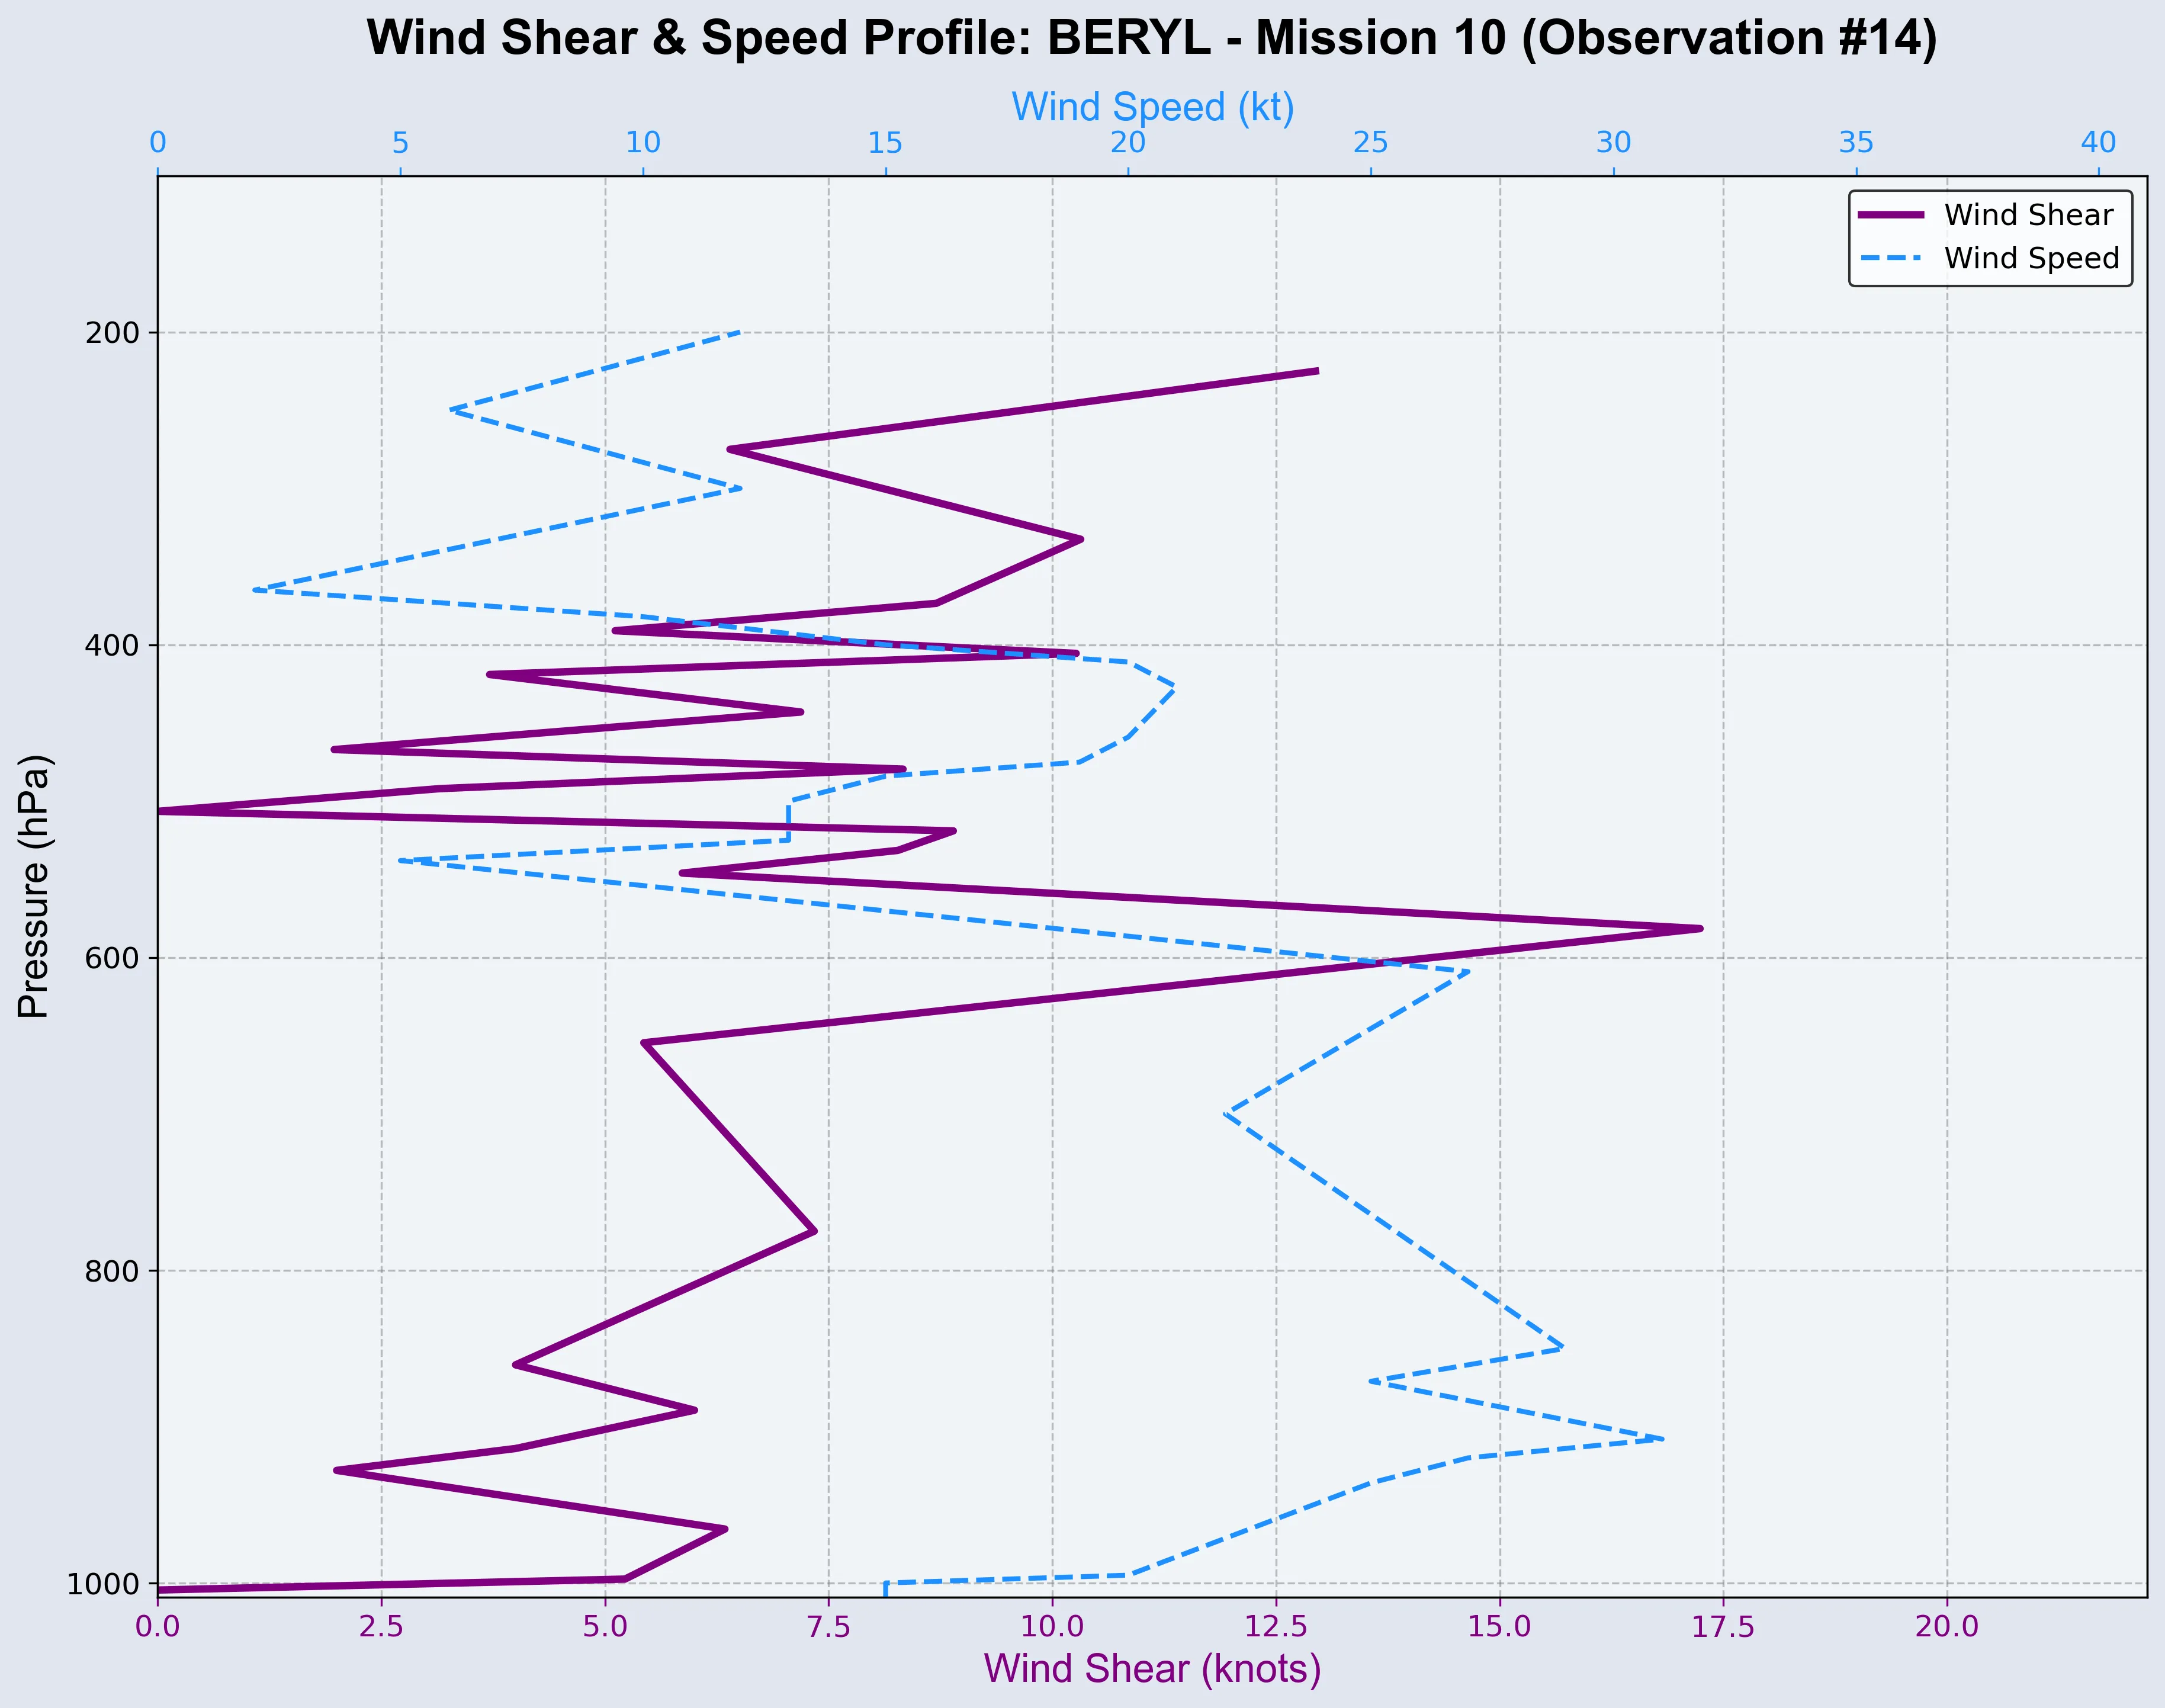 Wind Shear & Speed Profile: BERYL - Mission 10 (Observation #14)
Wind Speed (kt)
0 5 10 15 20 25 30 35 40
Wind Shear
Wind Speed
200
400
600
800
1000
Pressure (hPa)
0.0 2.5 5.0 7.5 10.0 12.5 15.0 17.5 20.0
Wind Shear (knots)